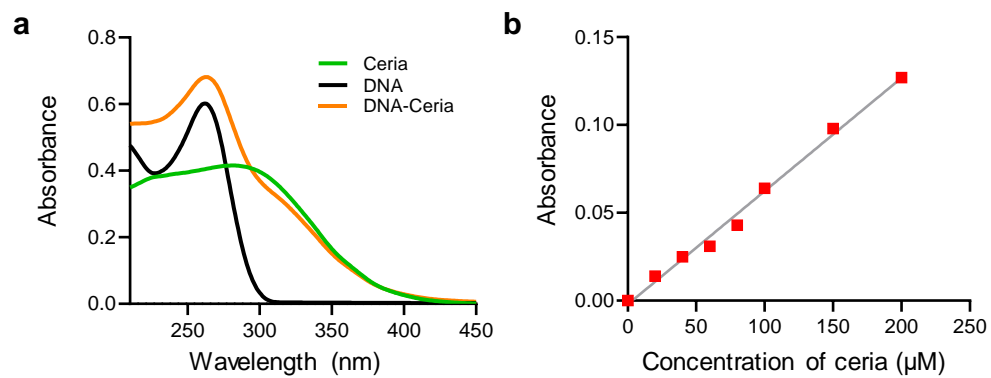 a
0.8
0.6
0.4
0.2
0.0
Absorbance
250
300
350
400
450
Wavelength (nm)
Ceria
DNA
DNA-Ceria
b
0.15
0.10
0.05
0.00
Absorbance
0
50
100
150
200
250
Concentration of ceria (µM)